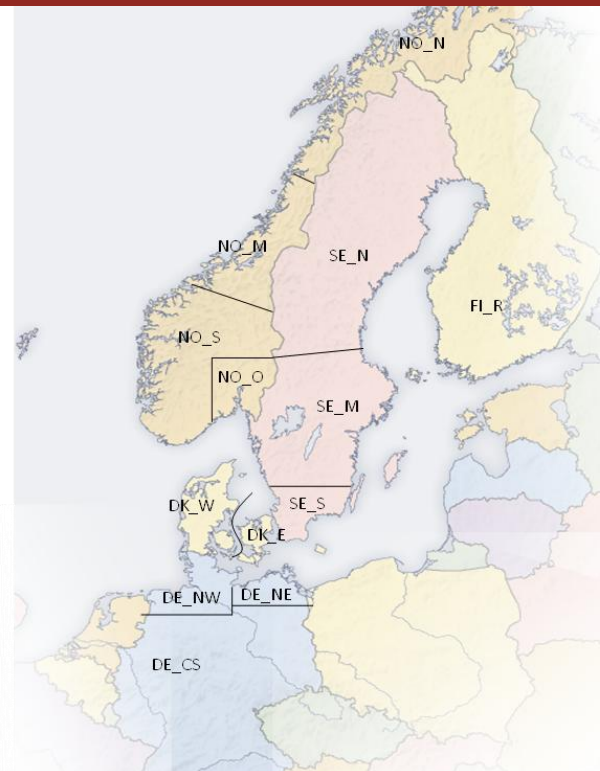 NO_N
NO_M
SE_N
FI_R
NO_S
NO_O
SE_M
DK_W
SE_S
DK_E
DE_NW
DE_NE
DE_CS